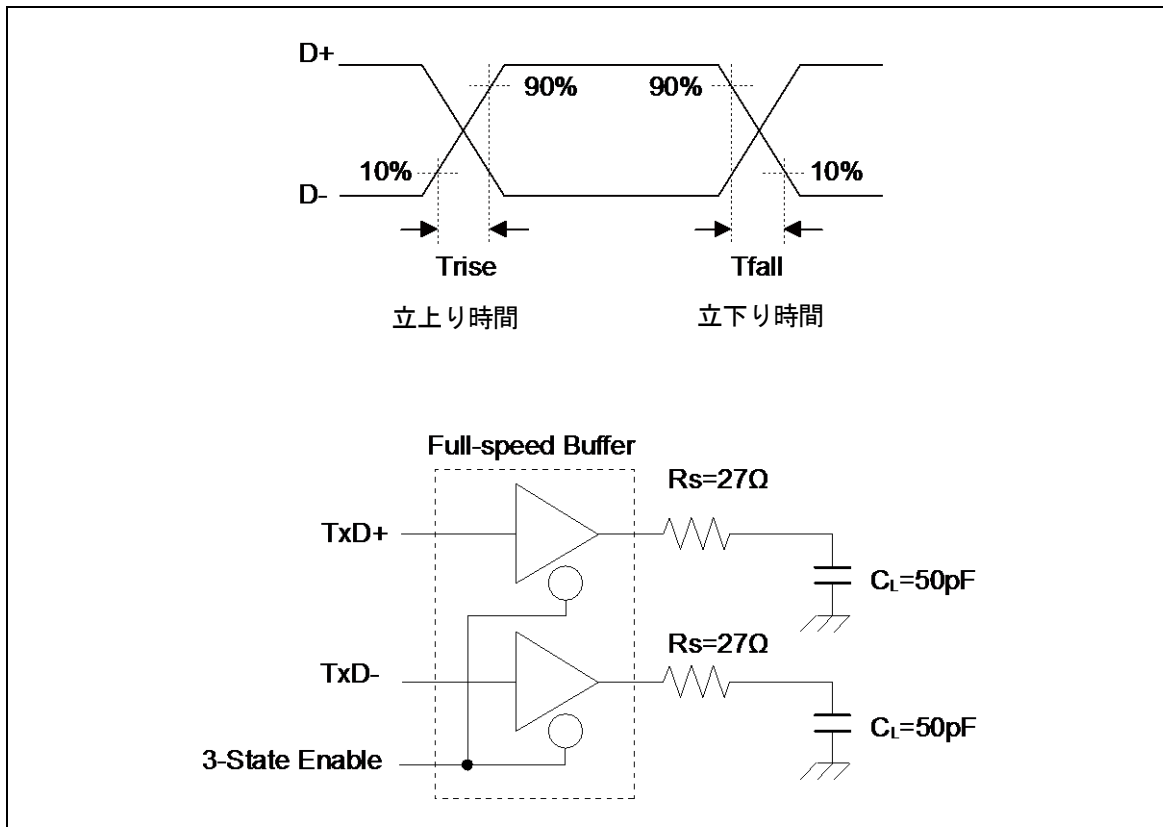 D+
90%
90%
10%
10%
D-
Trise
Tfall
立上り時間
立下り時間
Full-speed Buffer
Rs=27Ω
TxD+
CL=50pF
Rs=27Ω
TxD-
CL=50pF
3-State Enable